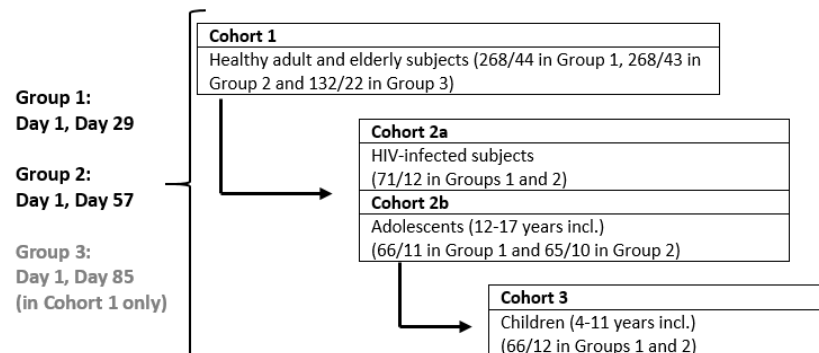 Group 1:
Day 1, Day 29
Group 2:
Day 1, Day 57
Group 3:
Day 1, Day 85
(in Cohort 1 only)
Cohort 1
Healthy adult and elderly subjects (268/44 in Group 1, 268/43 in
Group 2 and 132/22 in Group 3)
Cohort 2a
HIV-infected subjects
(71/12 in Groups 1 and 2)
Cohort 2b
Adolescents (12-17 years incl.)
(66/11 in Group 1 and 65/10 in Group 2)
Cohort 3
Children (4-11 years incl.)
(66/12 in Groups 1 and 2)